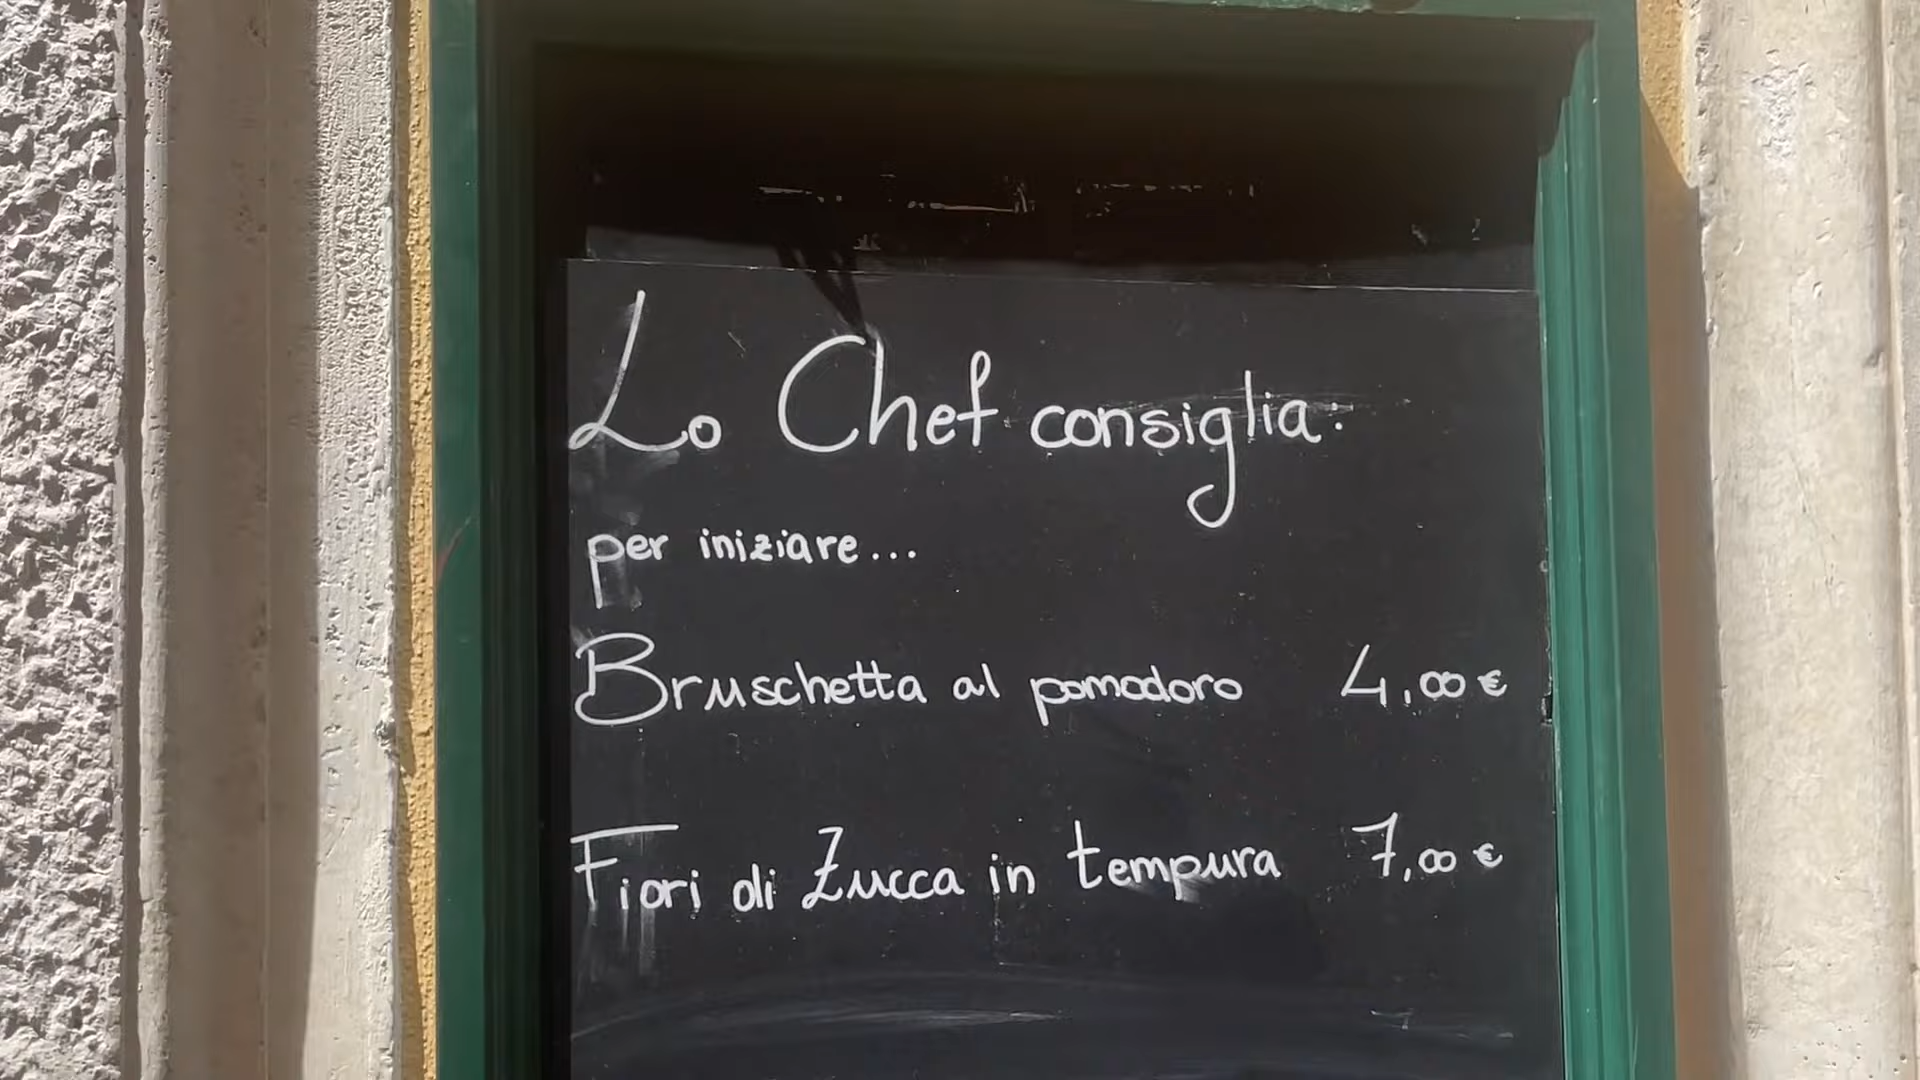 Lo Chef consiglia:
per iniziare...
Bruschetta al pomodoro 4,00 €
Fiori di Zucca in tempura 7,00 €